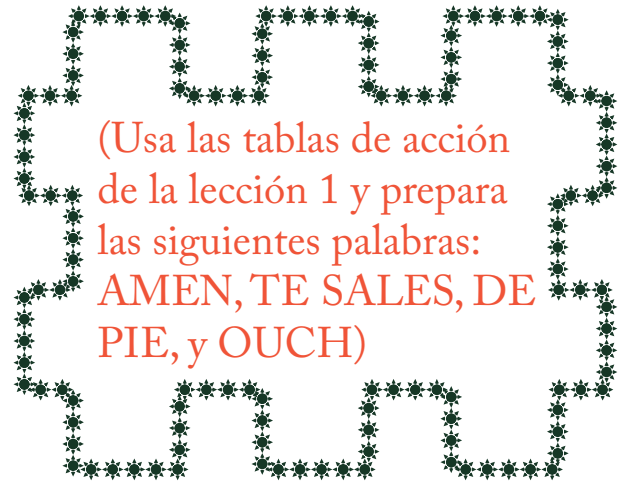 (Usa las tablas de acción
de la lección 1 y prepara
las siguientes palabras:
AMEN, TE SALES, DE
PIE, y OUCH)